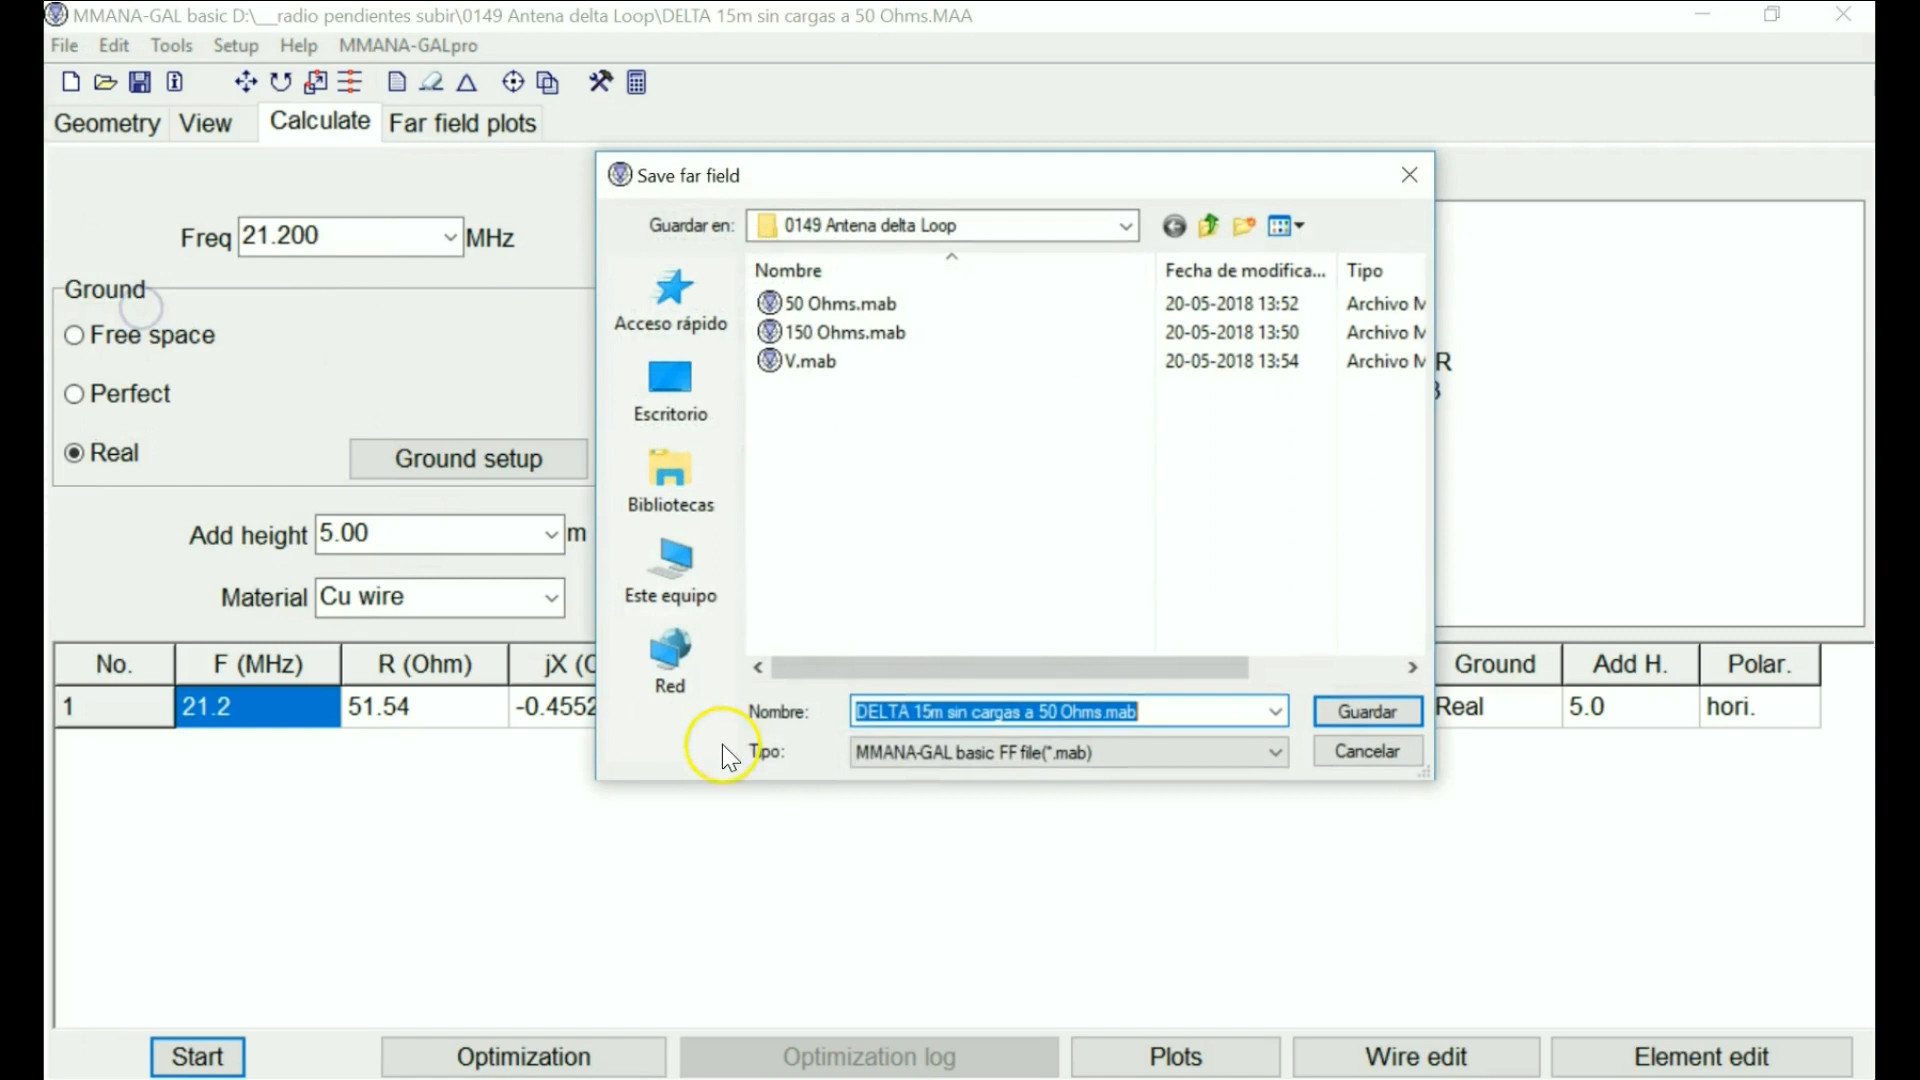 MMANA-GAL basic D:\__radio pendientes subir\0149 Antena delta Loop\DELTA 15m sin cargas a 50 Ohms.MAA
File Edit Tools Setup Help MMANA-GALpro
Geometry View Calculate Far field plots
Save far field
Guardar en: 0149 Antena delta Loop
Freq 21.200 MHz
Ground
Free space
Perfect
Real
Ground setup
Add height 5.00 m
Material Cu wire
Acceso rápido
Escritorio
Bibliotecas
Este equipo
Red
Nombre Fecha de modifica... Tipo
50 Ohms.mab 20-05-2018 13:52 Archivo M
150 Ohms.mab 20-05-2018 13:50 Archivo M
V.mab 20-05-2018 13:54 Archivo M
R
Nombre: DELTA 15m sin cargas a 50 Ohms.mab Guardar
Tipo: MMANA-GAL basic FF file(*.mab) Cancelar
No. F (MHz) R (Ohm) jX (O Ground Add H. Polar.
1 21.2 51.54 -0.4552 Real 5.0 hori.
Start Optimization Optimization log Plots Wire edit Element edit